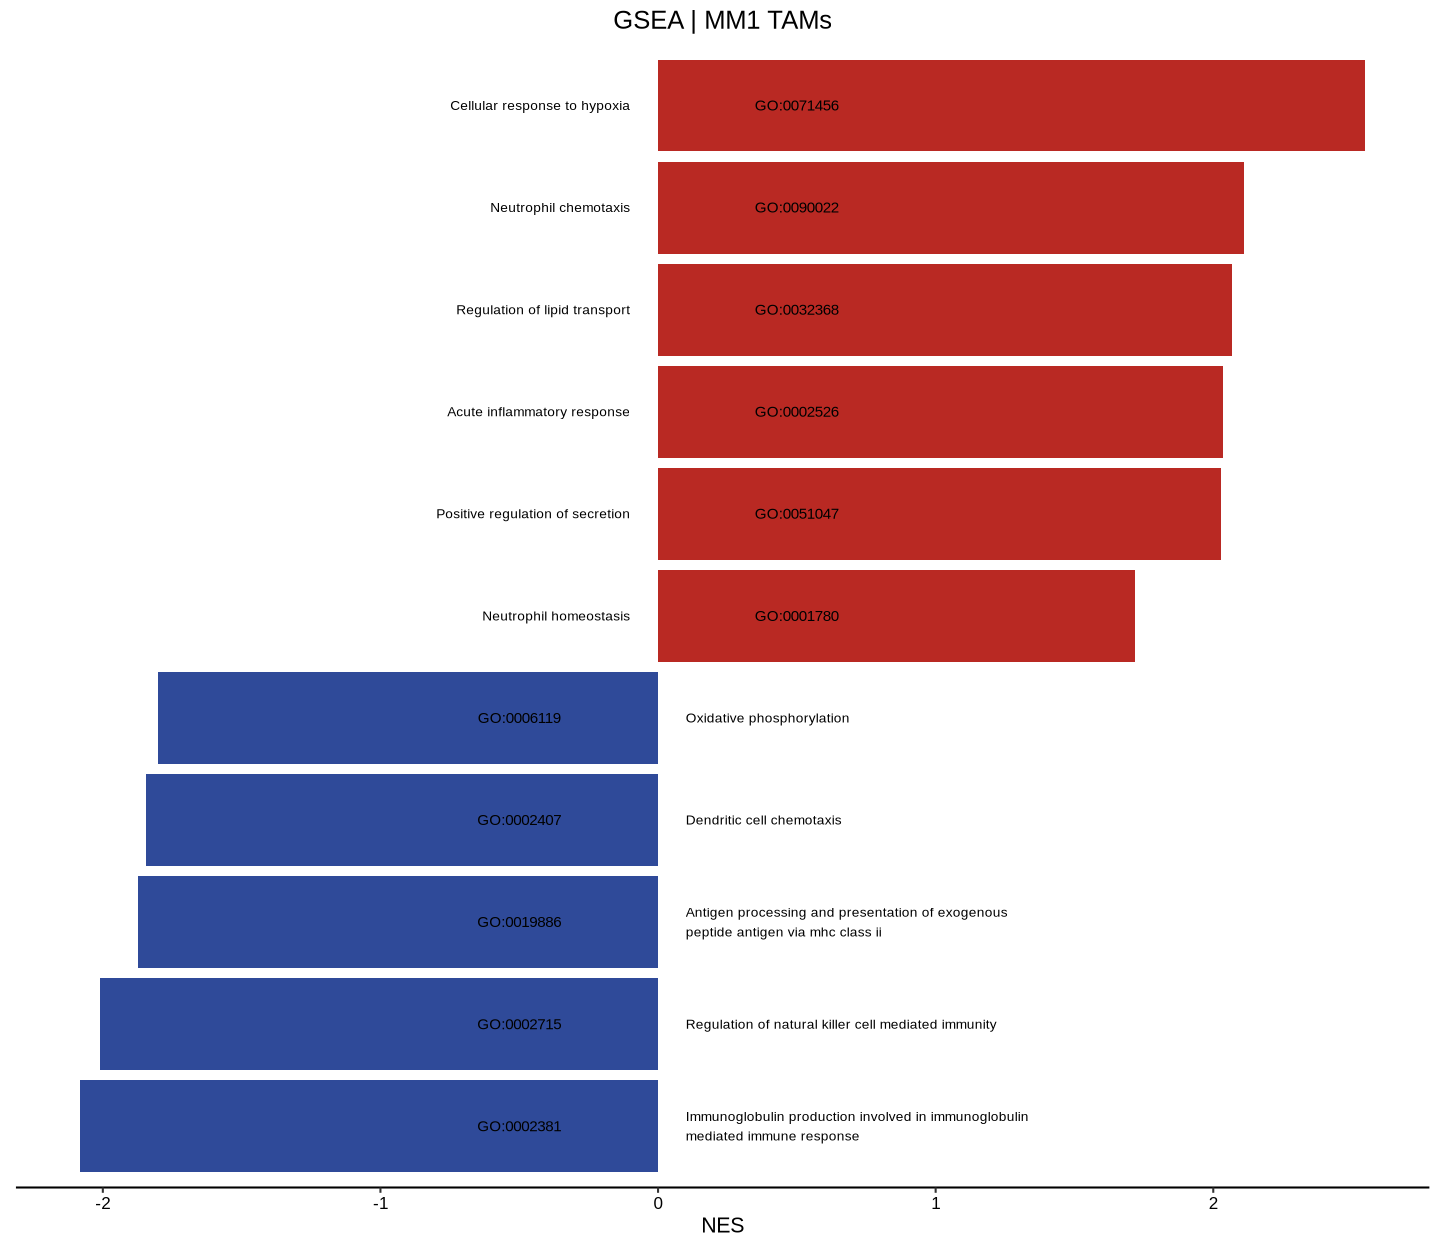 GSEA | MM1 TAMs
Cellular response to hypoxia
GO:0071456
Neutrophil chemotaxis
GO:0090022
Regulation of lipid transport
GO:0032368
Acute inflammatory response
GO:0002526
Positive regulation of secretion
GO:0051047
Neutrophil homeostasis
GO:0001780
GO:0006119
Oxidative phosphorylation
GO:0002407
Dendritic cell chemotaxis
GO:0019886
Antigen processing and presentation of exogenous
peptide antigen via mhc class ii
GO:0002715
Regulation of natural killer cell mediated immunity
GO:0002381
Immunoglobulin production involved in immunoglobulin
mediated immune response
-2
-1
0
1
2
NES